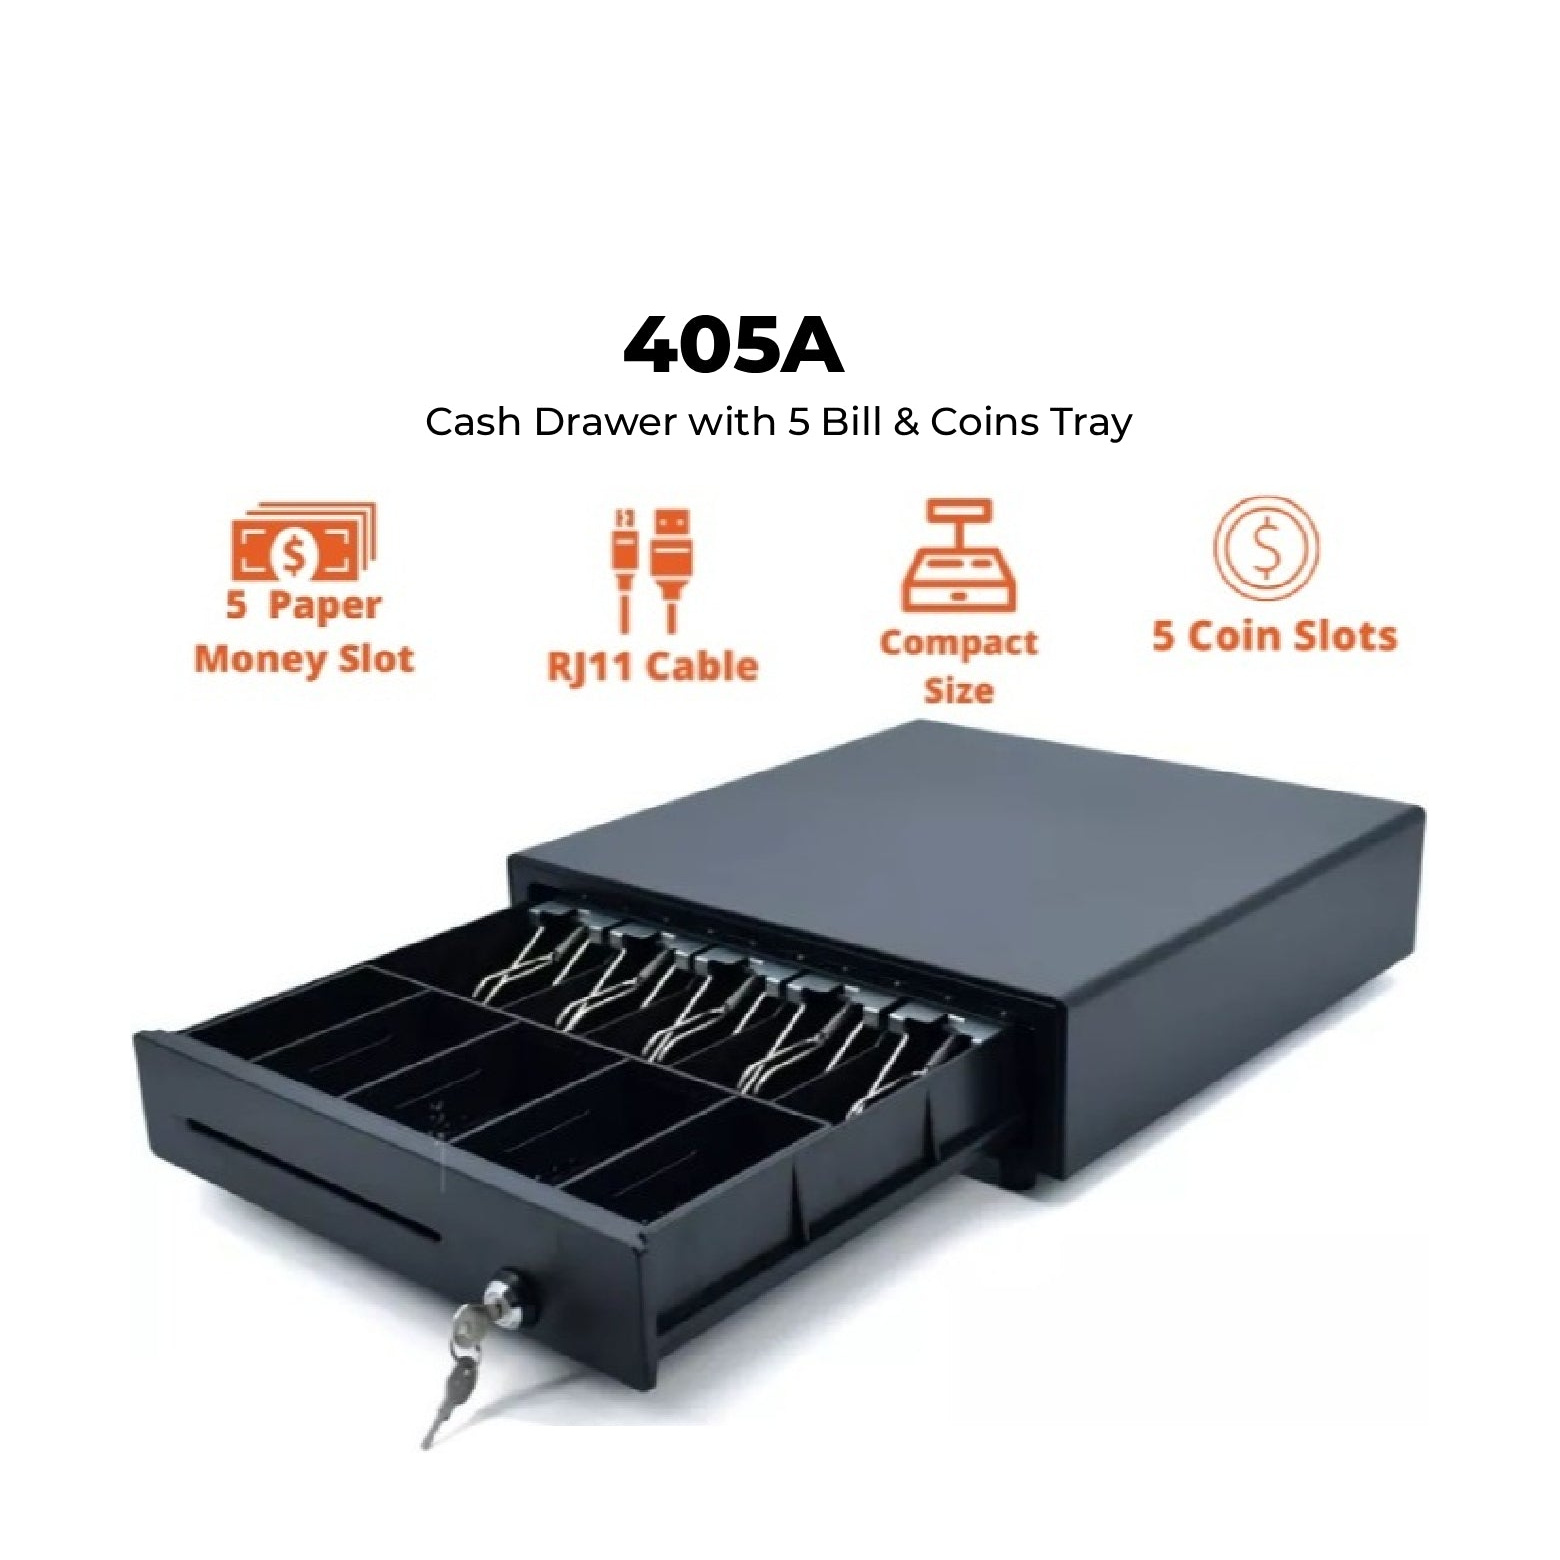 405A
Cash Drawer with 5 Bill & Coins Tray
5 Paper
Money Slot
RJ11 Cable
Compact
Size
5 Coin Slots